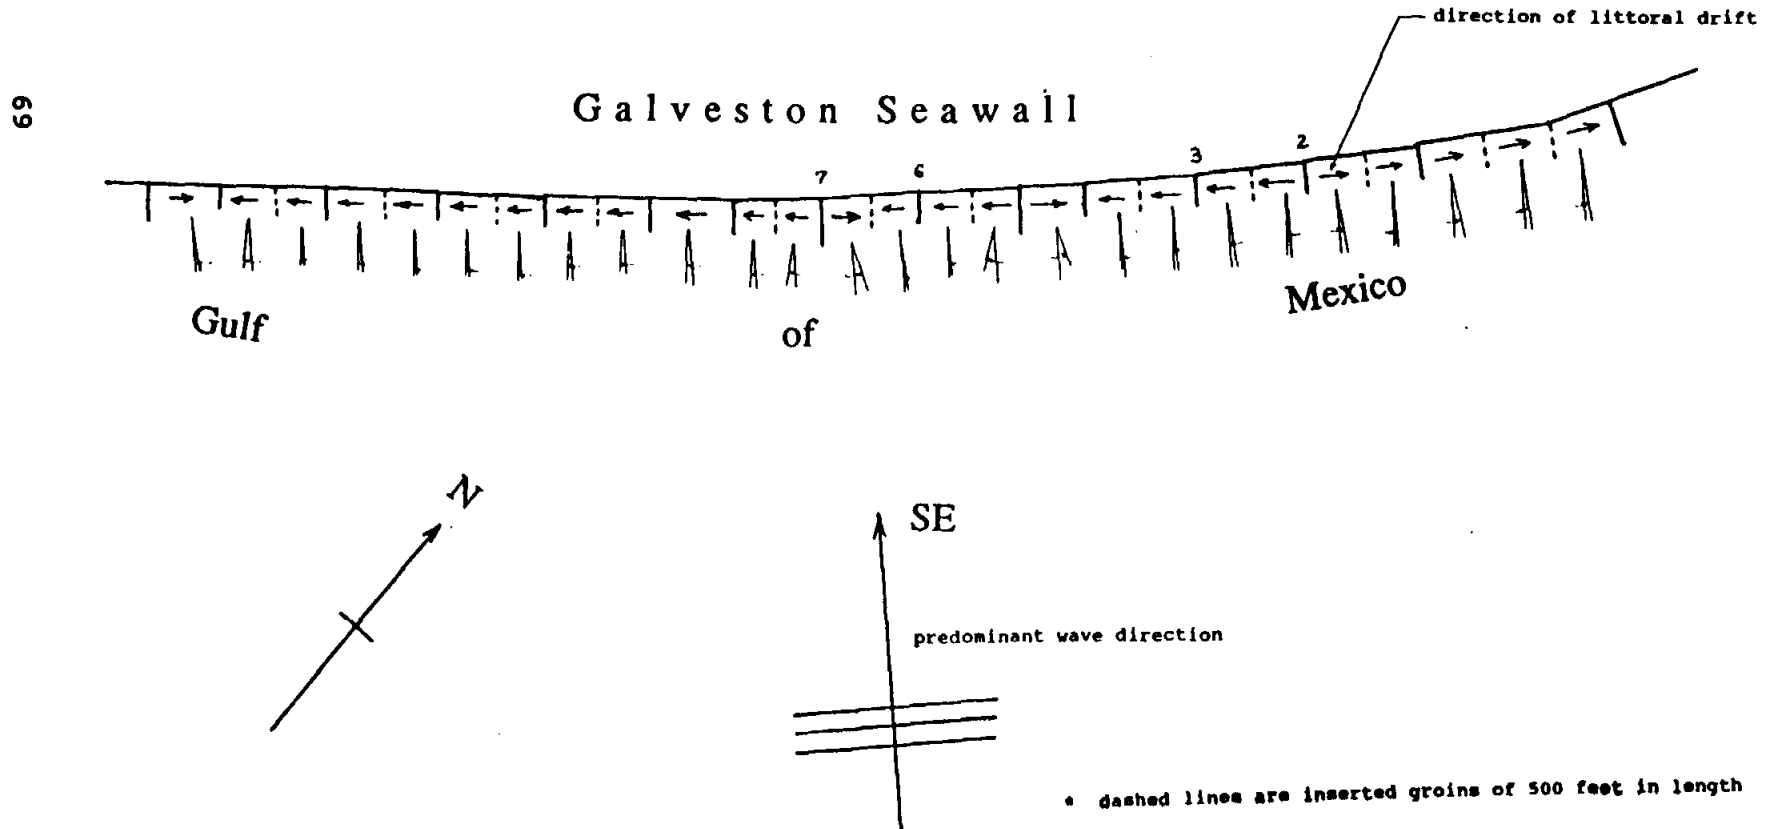 direction of littoral drift
69
Galveston Seawall
7
6
3
2
Gulf of Mexico
N
SE
predominant wave direction
* dashed lines are inserted groins of 500 feet in length